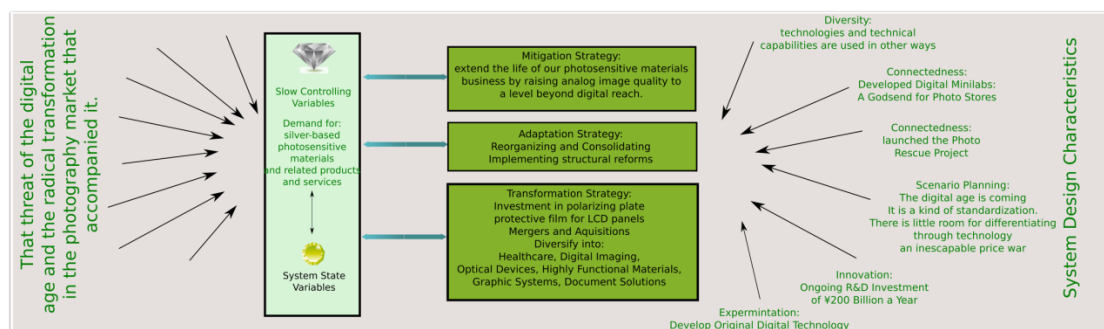 That threat of the digital
age and the radical transformation
in the photography market that
accompanied it.
Slow Controlling
Variables
Demand for:
silver-based
photosensitive
materials
and related products
and services
System State
Variables
Mitigation Strategy:
extend the life of our photosensitive materials
business by raising analog image quality to
a level beyond digital reach.
Adaptation Strategy:
Reorganizing and Consolidating
Implementing structural reforms
Transformation Strategy:
Investment in polarizing plate
protective film for LCD panels
Mergers and Aquisitions
Diversify into:
Healthcare, Digital Imaging,
Optical Devices, Highly Functional Materials,
Graphic Systems, Document Solutions
Diversity:
technologies and technical
capabilities are used in other ways
Connectedness:
Developed Digital Minilabs:
A Godsend for Photo Stores
Connectedness:
launched the Photo
Rescue Project
Scenario Planning:
The digital age is coming
It is a kind of standardization.
There is little room for differentiating
through technology
an inescapable price war
Innovation:
Ongoing R&D Investment
of ¥200 Billion a Year
Expermintation:
Develop Original Digital Technology
System Design Characteristics